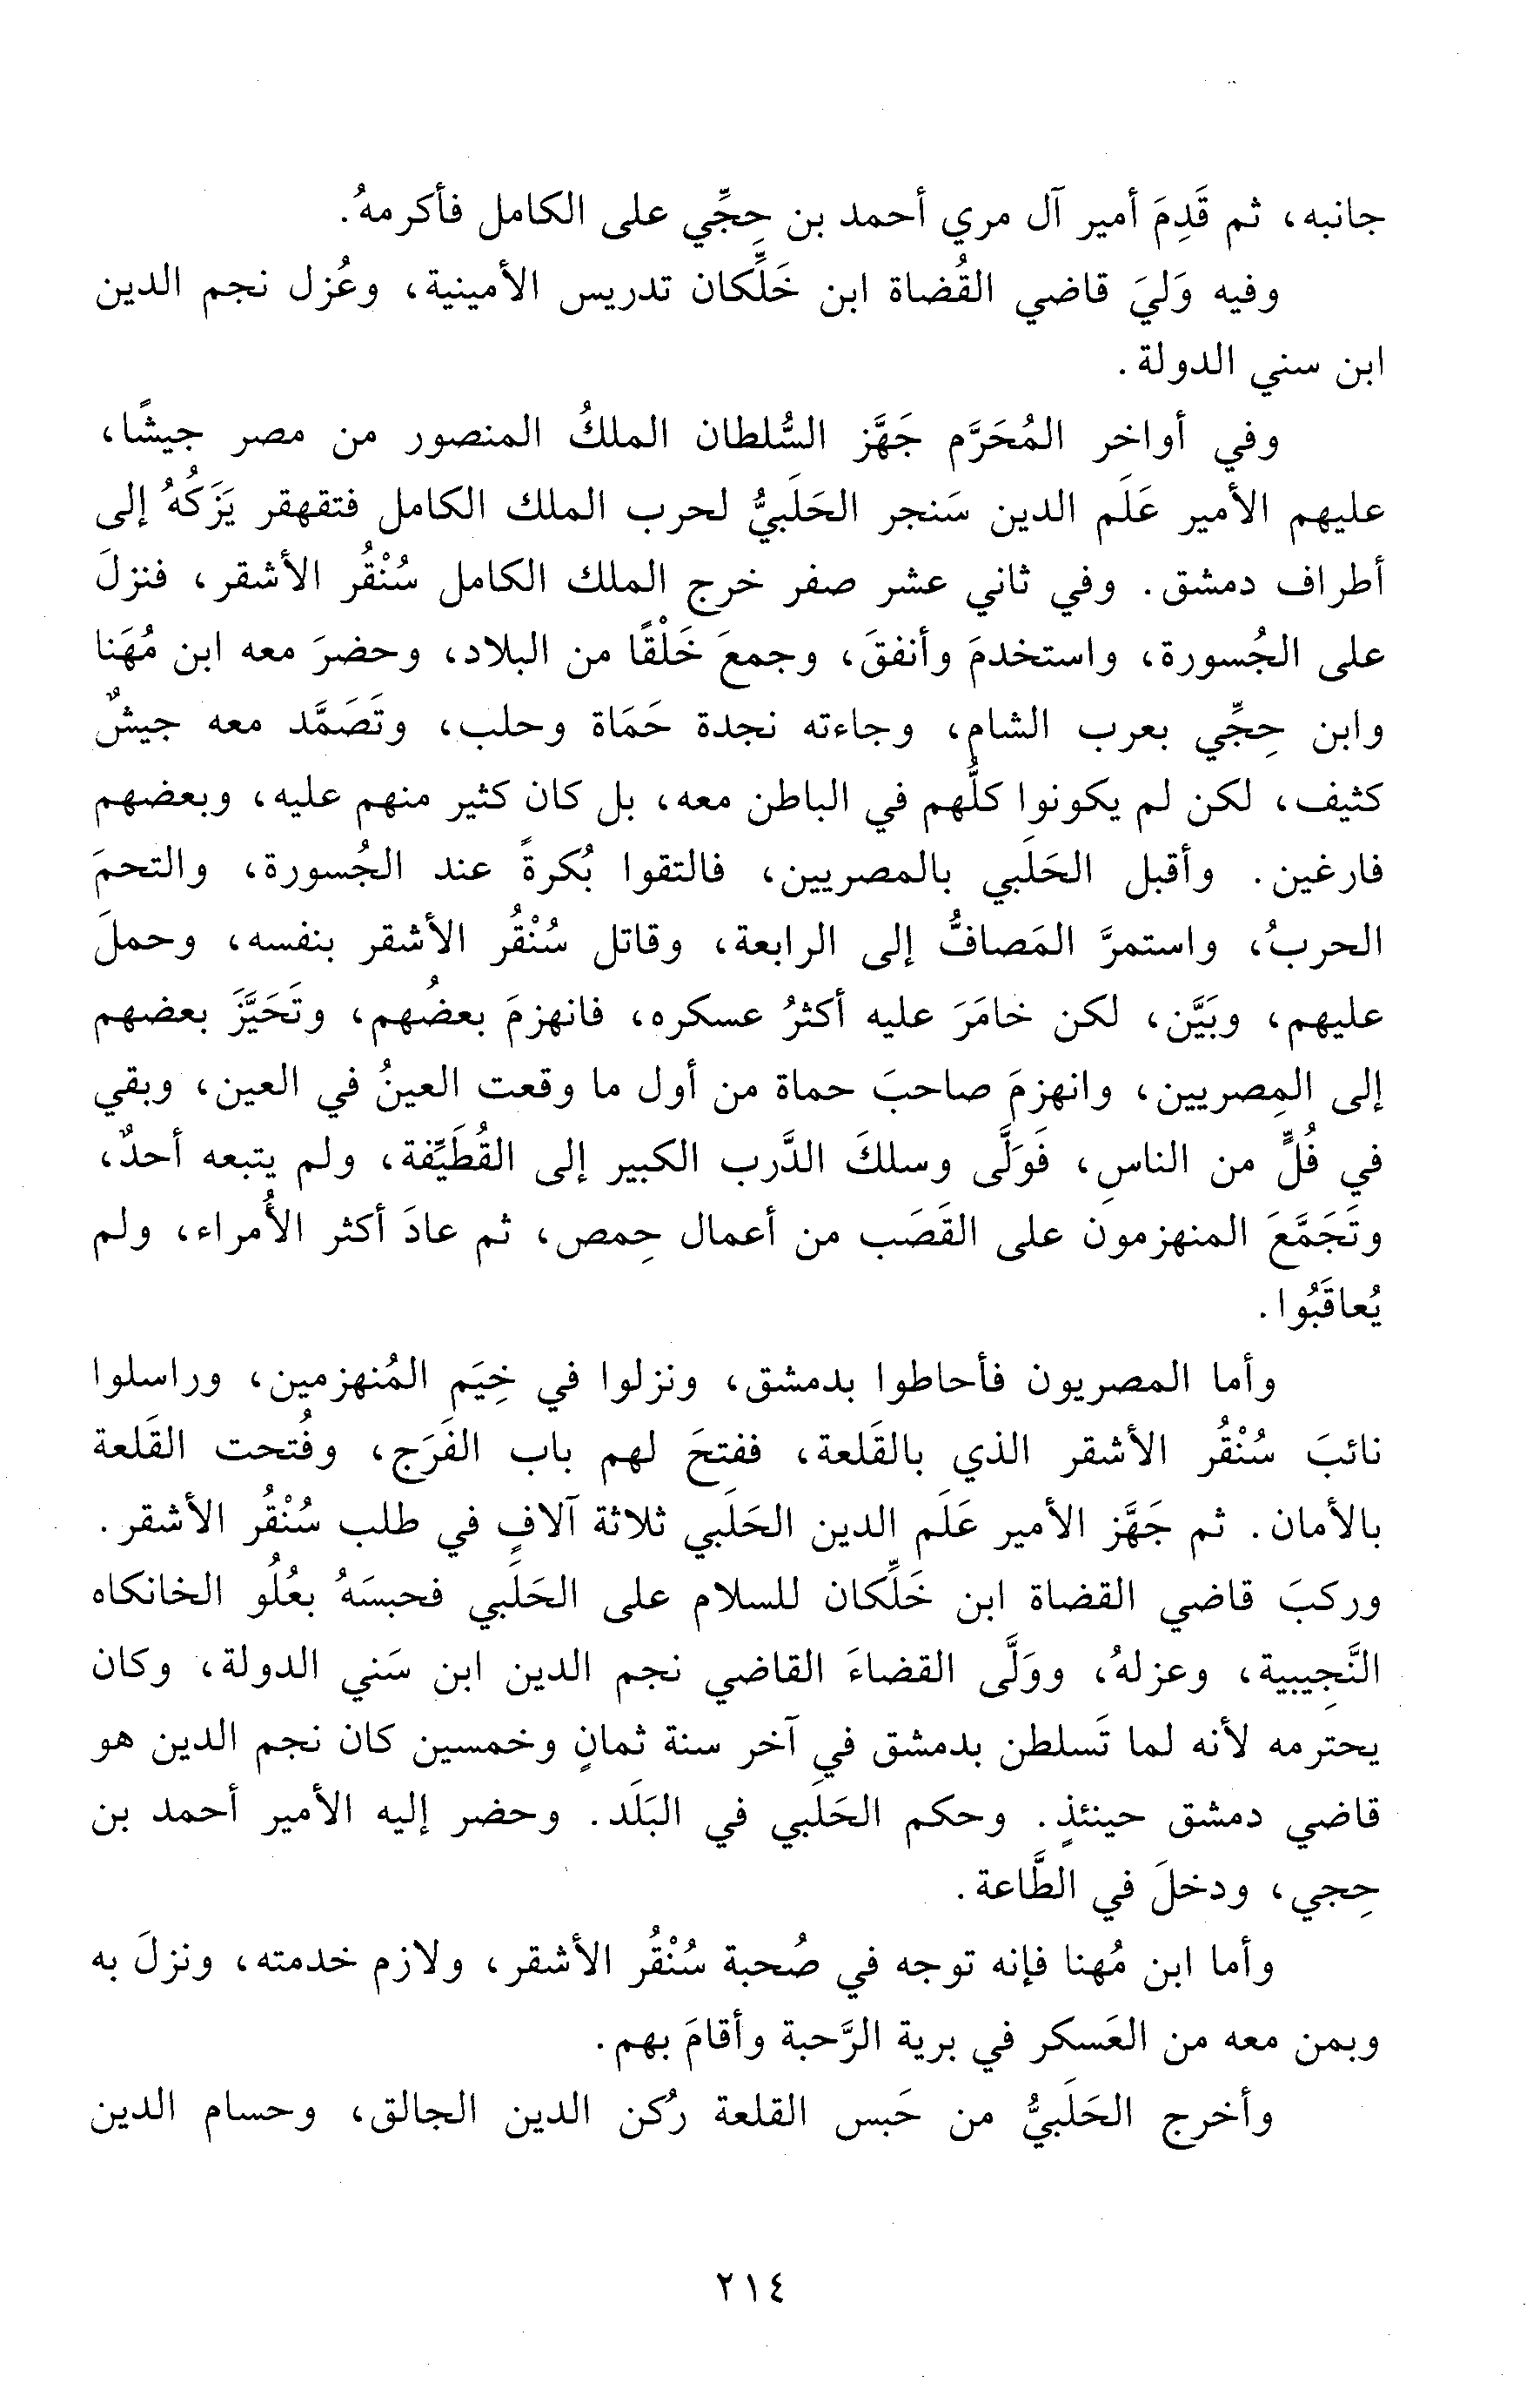 جانبه، ثم قَدِمَ أمير آل مري أحمد بن حِجِّي على الكامل فأكرمهُ.
وفيه وَليَ قاضي القُضاة ابن خَلِّكان تدريس الأمينية، وعُزل نجم الدين
ابن سني الدولة.
وفي أواخر المُحَرَّم جَهَّز السُّلطان الملكُ المنصور من مصر جيشًا،
عليهم الأمير عَلَم الدين سَنجر الحَلَبيُّ لحرب الملك الكامل فتقهقر يَزَكُهُ إلى
أطراف دمشق. وفي ثاني عشر صفر خرج الملك الكامل سُنْقُر الأشقر، فنزلَ
على الجُسورة، واستخدمَ وأنفقَ، وجمعَ خَلْقًا من البلاد، وحضرَ معه ابن مُهَنا
وابن حِجِّي بعرب الشام، وجاءته نجدة حَمَاة وحلب، وتَصَمَّد معه جيشٌ
كثيف، لكن لم يكونوا كلُّهم في الباطن معه، بل كان كثير منهم عليه، وبعضهم
فارغين. وأقبل الحَلَبي بالمصريين، فالتقوا بُكرةً عند الجُسورة، والتحمَ
الحربُ، واستمرَّ المَصافُّ إلى الرابعة، وقاتل سُنْقُر الأشقر بنفسه، وحملَ
عليهم، وبَيَّن، لكن خامَرَ عليه أكثرُ عسكره، فانهزمَ بعضُهم، وتَحَيَّزَ بعضهم
إلى المِصريين، وانهزمَ صاحبَ حماة من أول ما وقعت العينُ في العين، وبقي
في فُلٍّ من الناسِ، فَوَلَّى وسلكَ الدَّرب الكبير إلى القُطَيِّفة، ولم يتبعه أحدٌ،
وتَجَمَّعَ المنهزمون على القَصَب من أعمال حِمص، ثم عادَ أكثر الأُمراء، ولم
يُعاقَبُوا.
وأما المصريون فأحاطوا بدمشق، ونزلوا في خِيَم المُنهزمين، وراسلوا
نائبَ سُنْقُر الأشقر الذي بالقَلعة، ففتحَ لهم باب الفَرَج، وفُتحت القَلعة
بالأمان. ثم جَهَّز الأمير عَلَم الدين الحَلَبي ثلاثة آلافٍ في طلب سُنْقُر الأشقر.
وركبَ قاضي القضاة ابن خَلِّكان للسلام على الحَلَبي فحبسَهُ بعُلُو الخانكاه
النَّجِيبية، وعزلهُ، ووَلَّى القضاءَ القاضي نجم الدين ابن سَني الدولة، وكان
يحترمه لأنه لما تَسلطن بدمشق في آخر سنة ثمانٍ وخمسين كان نجم الدين هو
قاضي دمشق حينئذٍ. وحكم الحَلَبي في البَلَد. وحضر إليه الأمير أحمد بن
حِجي، ودخلَ في الطَّاعة.
وأما ابن مُهنا فإنه توجه في صُحبة سُنْقُر الأشقر، ولازم خدمته، ونزلَ به
وبمن معه من العَسكر في برية الرَّحبة وأقامَ بهم.
وأخرج الحَلَبيُّ من حَبس القلعة رُكن الدين الجالق، وحسام الدين
٢١٤